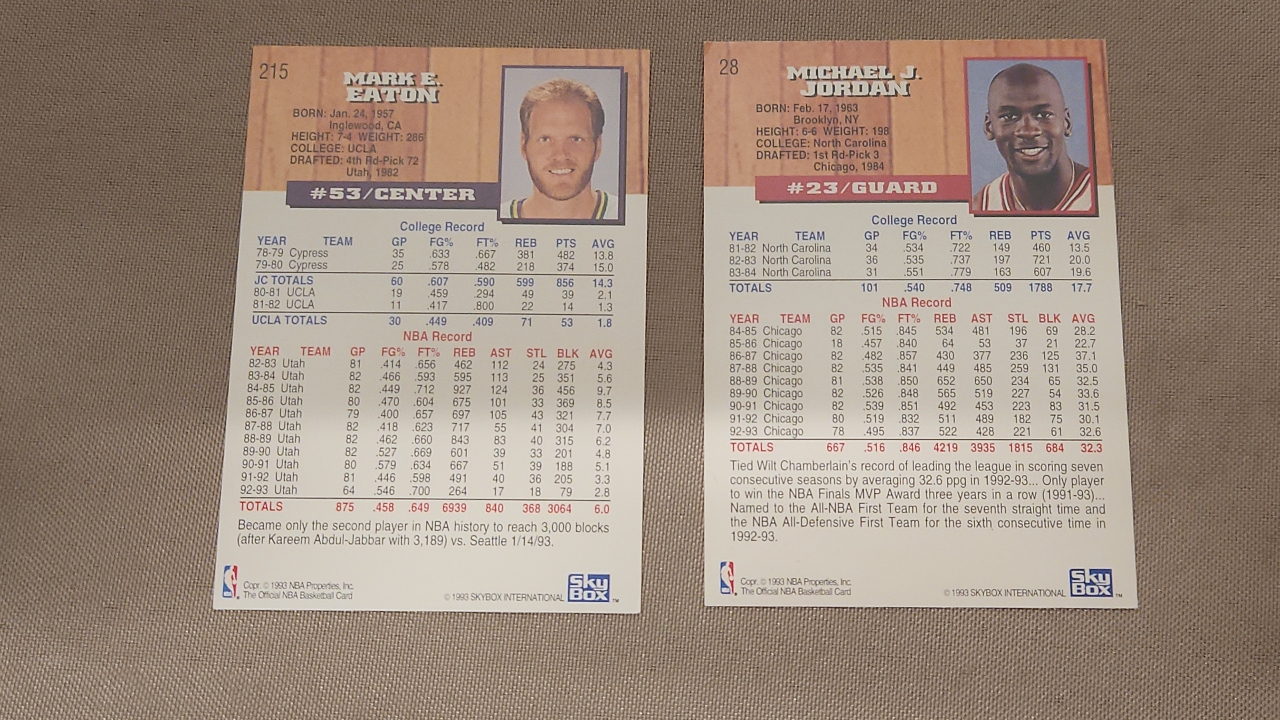 215
MARK E.
EATON
BORN: Jan. 24, 1957
Inglewood, CA
HEIGHT: 7-4 WEIGHT: 286
COLLEGE: UCLA
DRAFTED: 4th Rd-Pick 72
Utah, 1982
#53/CENTER
College Record
YEAR TEAM GP FG% FT% REB PTS AVG
78-79 Cypress 35 .633 .667 381 482 13.8
79-80 Cypress 25 .578 .482 218 374 15.0
JC TOTALS 60 .607 .590 599 856 14.3
80-81 UCLA 19 .459 .294 49 39 2.1
81-82 UCLA 11 .417 .800 22 14 1.3
UCLA TOTALS 30 .449 .409 71 53 1.8
NBA Record
YEAR TEAM GP FG% FT% REB AST STL BLK AVG
82-83 Utah 81 .414 .656 462 112 24 275 4.3
83-84 Utah 82 .466 .593 595 113 25 351 5.6
84-85 Utah 82 .449 .712 927 124 36 456 9.7
85-86 Utah 80 .470 .604 675 101 33 369 8.5
86-87 Utah 79 .400 .657 697 105 43 321 7.7
87-88 Utah 82 .418 .623 717 55 41 304 7.0
88-89 Utah 82 .462 .660 843 83 40 315 6.2
89-90 Utah 82 .527 .669 601 39 33 201 4.8
90-91 Utah 80 .579 .634 667 51 39 188 5.1
91-92 Utah 81 .446 .598 491 40 36 205 3.3
92-93 Utah 64 .546 .700 264 17 18 79 2.8
TOTALS 875 .458 .649 6939 840 368 3064 6.0
Became only the second player in NBA history to reach 3,000 blocks
(after Kareem Abdul-Jabbar with 3,189) vs. Seattle 1/14/93.
Copr. © 1993 NBA Properties, Inc.
The Official NBA Basketball Card
© 1993 SKYBOX INTERNATIONAL
Sky
Box
TM
28
MICHAEL J.
JORDAN
BORN: Feb. 17, 1963
Brooklyn, NY
HEIGHT: 6-6 WEIGHT: 198
COLLEGE: North Carolina
DRAFTED: 1st Rd-Pick 3
Chicago, 1984
#23/GUARD
College Record
YEAR TEAM GP FG% FT% REB PTS AVG
81-82 North Carolina 34 .534 .722 149 460 13.5
82-83 North Carolina 36 .535 .737 197 721 20.0
83-84 North Carolina 31 .551 .779 163 607 19.6
TOTALS 101 .540 .748 509 1788 17.7
NBA Record
YEAR TEAM GP FG% FT% REB AST STL BLK AVG
84-85 Chicago 82 .515 .845 534 481 196 69 28.2
85-86 Chicago 18 .457 .840 64 53 37 21 22.7
86-87 Chicago 82 .482 .857 430 377 236 125 37.1
87-88 Chicago 82 .535 .841 449 485 259 131 35.0
88-89 Chicago 81 .538 .850 652 650 234 65 32.5
89-90 Chicago 82 .526 .848 565 519 227 54 33.6
90-91 Chicago 82 .539 .851 492 453 223 83 31.5
91-92 Chicago 80 .519 .832 511 489 182 75 30.1
92-93 Chicago 78 .495 .837 522 428 221 61 32.6
TOTALS 667 .516 .846 4219 3935 1815 684 32.3
Tied Wilt Chamberlain's record of leading the league in scoring seven
consecutive seasons by averaging 32.6 ppg in 1992-93... Only player
to win the NBA Finals MVP Award three years in a row (1991-93)...
Named to the All-NBA First Team for the seventh straight time and
the NBA All-Defensive First Team for the sixth consecutive time in
1992-93.
Copr. © 1993 NBA Properties, Inc.
The Official NBA Basketball Card
© 1993 SKYBOX INTERNATIONAL
Sky
Box
TM